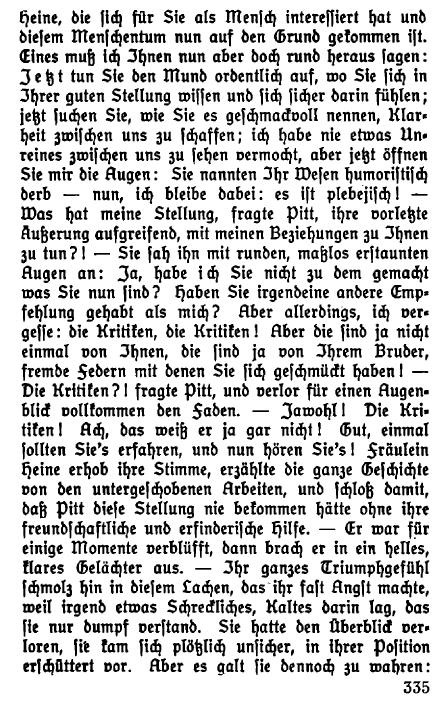 Heine, die sich für Sie als Mensch interessiert hat und
diesem Menschentum nun auf den Grund gekommen ist.
Eines muß ich Ihnen nun aber doch rund heraus sagen:
Jetzt tun Sie den Mund ordentlich auf, wo Sie sich in
Ihrer guten Stellung wissen und sich sicher darin fühlen;
jetzt suchen Sie, wie Sie es geschmackvoll nennen, Klar-
heit zwischen uns zu schaffen; ich habe nie etwas Un-
reines zwischen uns zu sehen vermocht, aber jetzt öffnen
Sie mir die Augen: Sie nannten Ihr Wesen humoristisch
derb — nun, ich bleibe dabei: es ist plebejisch! —
Was hat meine Stellung, fragte Pitt, ihre vorletzte
Äußerung aufgreifend, mit meinen Beziehungen zu Ihnen
zu tun?! — Sie sah ihn mit runden, maßlos erstaunten
Augen an: Ja, habe ich Sie nicht zu dem gemacht
was Sie nun sind? Haben Sie irgendeine andere Emp-
fehlung gehabt als mich? Aber allerdings, ich ver-
gesse: die Kritiken, die Kritiken! Aber die sind ja nicht
einmal von Ihnen, die sind ja von Ihrem Bruder,
fremde Federn mit denen Sie sich geschmückt haben! —
Die Kritiken?! fragte Pitt, und verlor für einen Augen-
blick vollkommen den Faden. — Jawohl! Die Kri-
tiken! Ach, das weiß er ja gar nicht! Gut, einmal
sollten Sie's erfahren, und nun hören Sie's! Fräulein
Heine erhob ihre Stimme, erzählte die ganze Geschichte
von den untergeschobenen Arbeiten, und schloß damit,
daß Pitt diese Stellung nie bekommen hätte ohne ihre
freundschaftliche und erfinderische Hilfe. — Er war für
einige Momente verblüfft, dann brach er in ein helles,
klares Gelächter aus. — Ihr ganzes Triumphgefühl
schmolz hin in diesem Lachen, das ihr fast Angst machte,
weil irgend etwas Schreckliches, Kaltes darin lag, das
sie nur dumpf verstand. Sie hatte den Überblick ver-
loren, sie kam sich plötzlich unsicher, in ihrer Position
erschüttert vor. Aber es galt sie dennoch zu wahren:
335